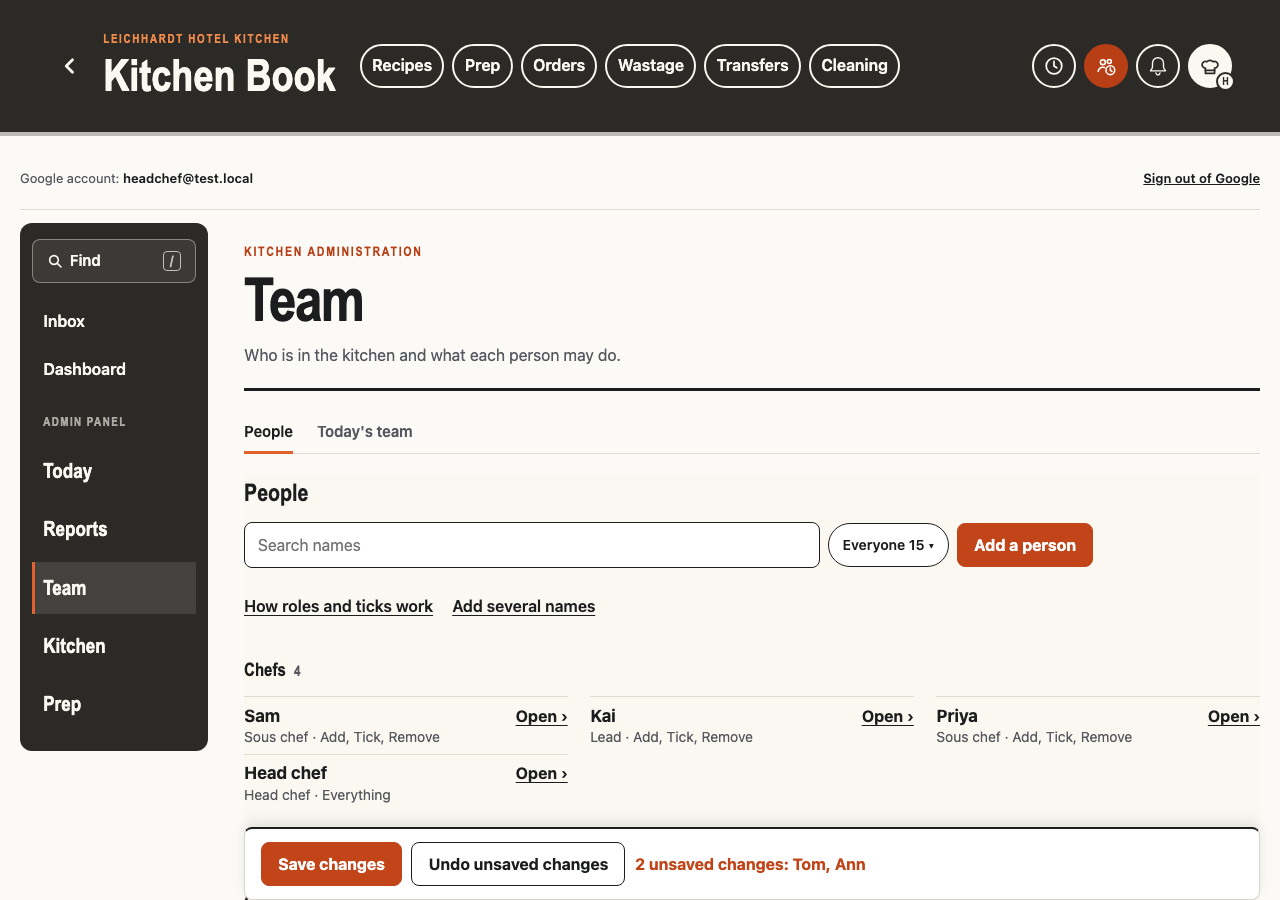 LEICHHARDT HOTEL KITCHEN
Kitchen Book
Recipes Prep Orders Wastage Transfers Cleaning
H
Google account: headchef@test.local
Sign out of Google
Find /
Inbox
Dashboard
ADMIN PANEL
Today
Reports
Team
Kitchen
Prep
KITCHEN ADMINISTRATION
Team
Who is in the kitchen and what each person may do.
People Today's team
People
Search names Everyone 15 ▾ Add a person
How roles and ticks work Add several names
Chefs 4
Sam Open ›
Sous chef · Add, Tick, Remove
Kai Open ›
Lead · Add, Tick, Remove
Priya Open ›
Sous chef · Add, Tick, Remove
Head chef Open ›
Head chef · Everything
Save changes Undo unsaved changes 2 unsaved changes: Tom, Ann